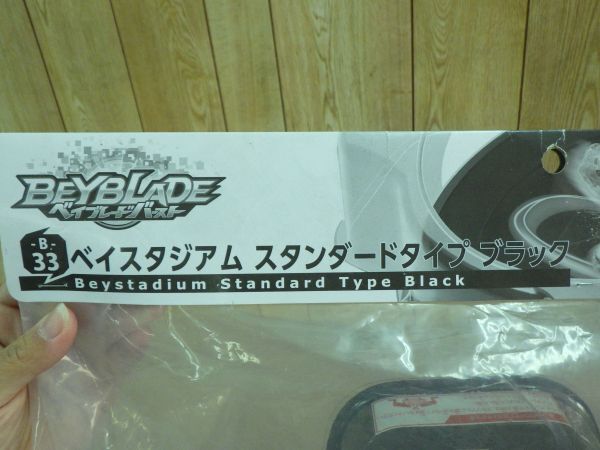 BEYBLADE
ベイブレードバースト
-B-
33
ベイスタジアム スタンダードタイプ ブラック
Beystadium Standard Type Black